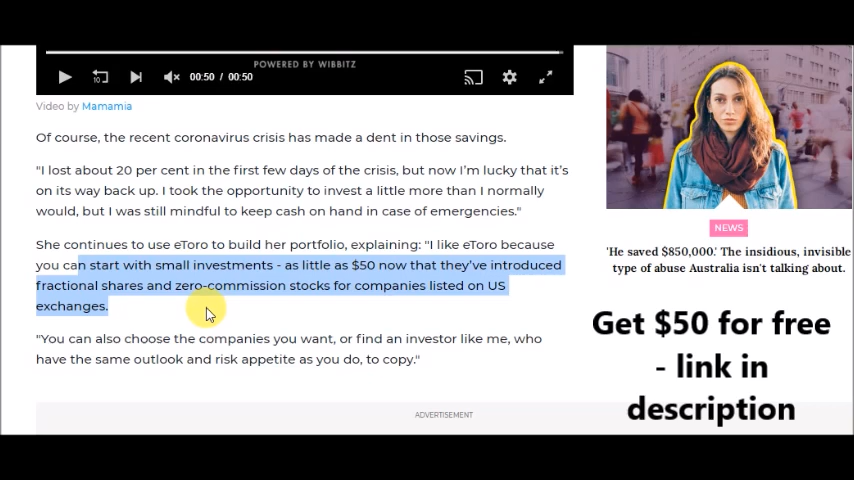 POWERED BY WIBBITZ
10
00:50 / 00:50
Video by Mamamia
Of course, the recent coronavirus crisis has made a dent in those savings.
"I lost about 20 per cent in the first few days of the crisis, but now I'm lucky that it's
on its way back up. I took the opportunity to invest a little more than I normally
would, but I was still mindful to keep cash on hand in case of emergencies."
She continues to use eToro to build her portfolio, explaining: "I like eToro because
you can start with small investments - as little as $50 now that they've introduced
fractional shares and zero-commission stocks for companies listed on US
exchanges.
"You can also choose the companies you want, or find an investor like me, who
have the same outlook and risk appetite as you do, to copy."
ADVERTISEMENT
NEWS
'He saved $850,000.' The insidious, invisible
type of abuse Australia isn't talking about.
Get $50 for free
- link in
description